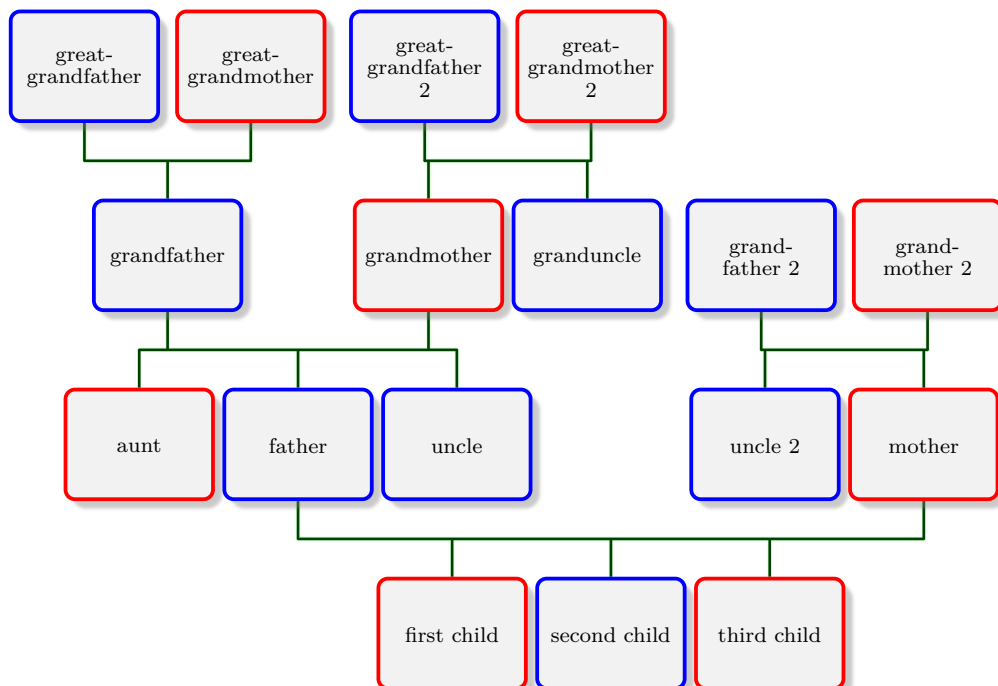 great-
grandfather
great-
grandmother
great-
grandfather
2
great-
grandmother
2
grandfather
grandmother
granduncle
grand-
father 2
grand-
mother 2
aunt
father
uncle
uncle 2
mother
first child
second child
third child